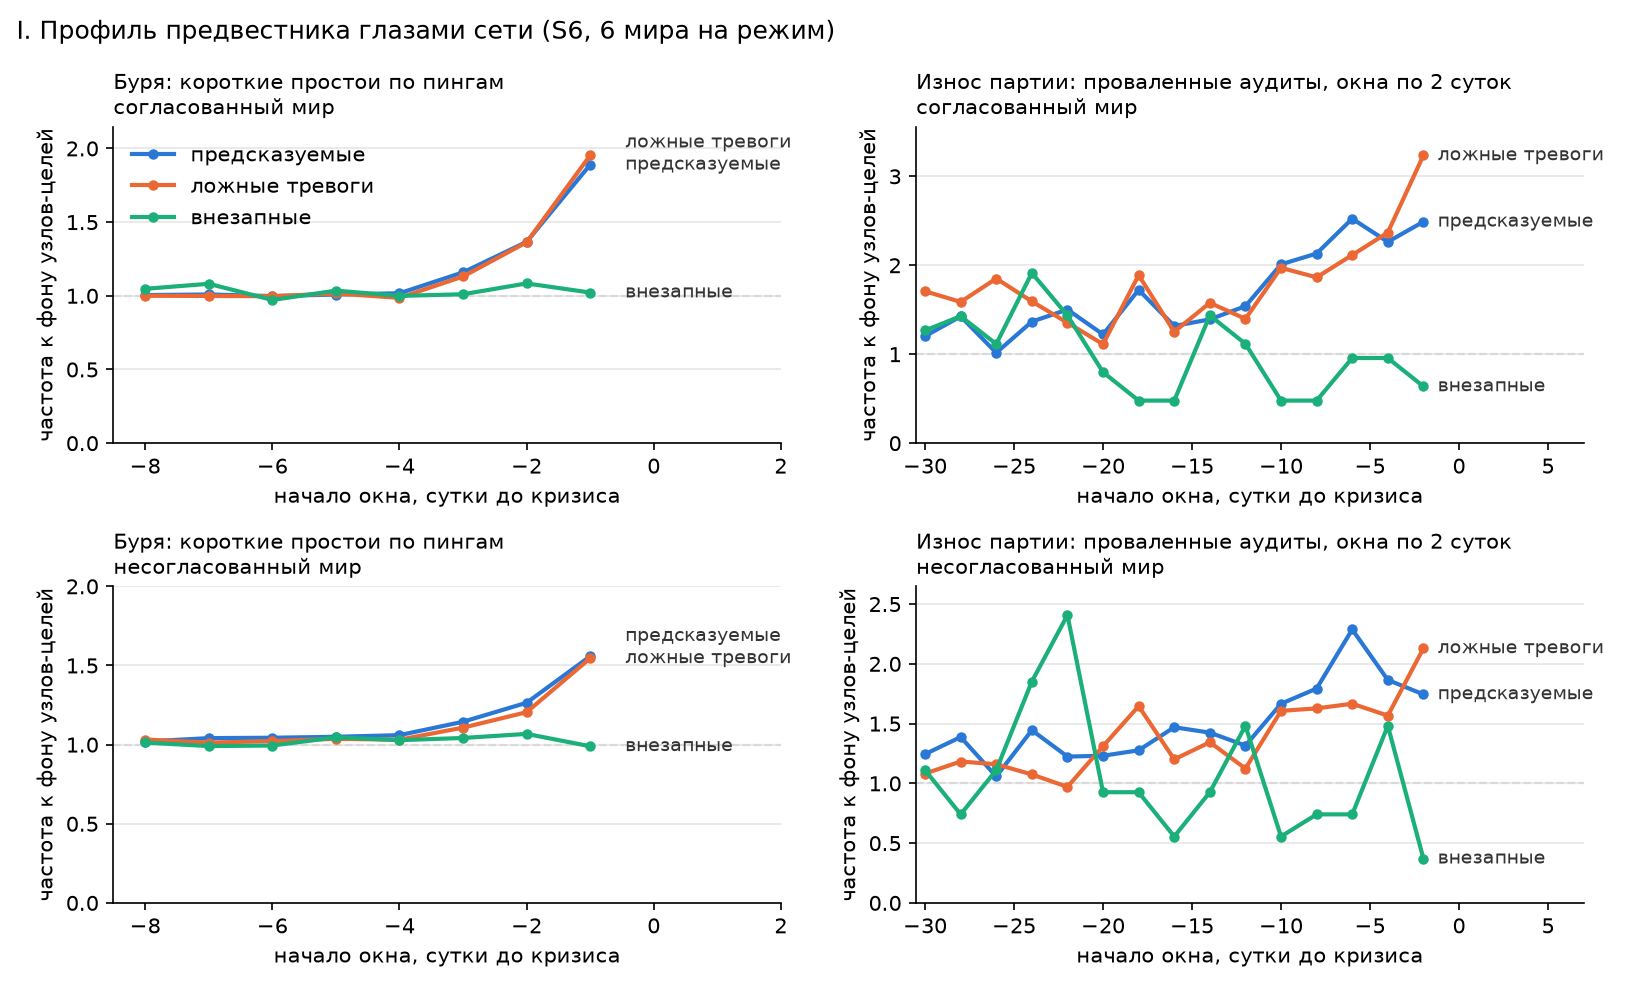 I. Профиль предвестника глазами сети (S6, 6 мира на режим)
Буря: короткие простои по пингам
согласованный мир
частота к фону узлов-целей
2.0
1.5
1.0
0.5
0.0
предсказуемые
ложные тревоги
внезапные
ложные тревоги
предсказуемые
внезапные
−8
−6
−4
−2
0
2
начало окна, сутки до кризиса
Износ партии: проваленные аудиты, окна по 2 суток
согласованный мир
частота к фону узлов-целей
3
2
1
0
ложные тревоги
предсказуемые
внезапные
−30
−25
−20
−15
−10
−5
0
5
начало окна, сутки до кризиса
Буря: короткие простои по пингам
несогласованный мир
частота к фону узлов-целей
2.0
1.5
1.0
0.5
0.0
предсказуемые
ложные тревоги
внезапные
−8
−6
−4
−2
0
2
начало окна, сутки до кризиса
Износ партии: проваленные аудиты, окна по 2 суток
несогласованный мир
частота к фону узлов-целей
2.5
2.0
1.5
1.0
0.5
0.0
ложные тревоги
предсказуемые
внезапные
−30
−25
−20
−15
−10
−5
0
5
начало окна, сутки до кризиса